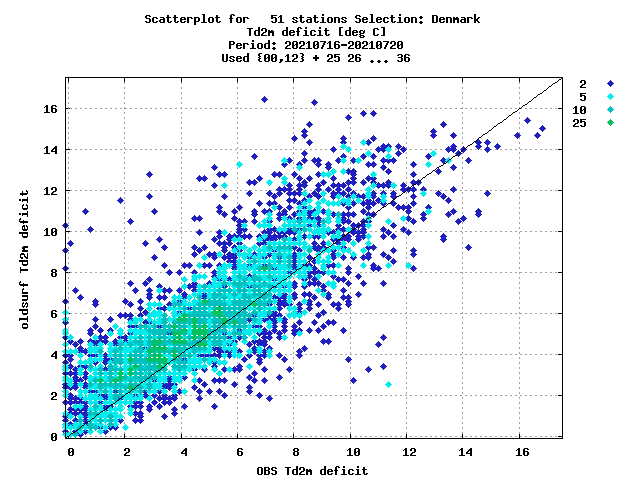 Scatterplot for 51 stations Selection: Denmark
Td2m deficit [deg C]
Period: 20210716-20210720
Used {00,12} + 25 26 ... 36
2
5
10
25
16
14
12
10
8
6
4
2
0
oldsurf Td2m deficit
0 2 4 6 8 10 12 14 16
OBS Td2m deficit